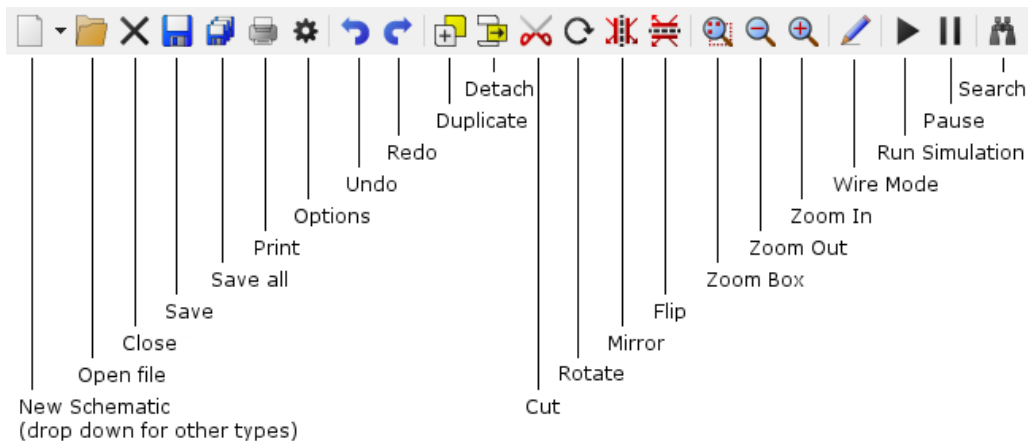 Detach
Search
Duplicate
Pause
Redo
Run Simulation
Undo
Wire Mode
Options
Zoom In
Print
Zoom Out
Save all
Zoom Box
Save
Flip
Close
Mirror
Open file
Rotate
New Schematic
Cut
(drop down for other types)